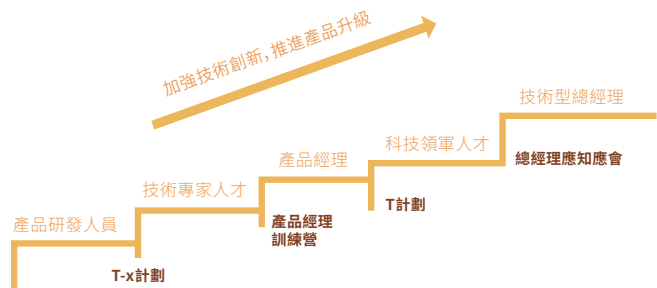 加強技術創新，推進產品升級
技術型總經理
總經理應知應會
科技領軍人才
T計劃
產品經理
產品經理
訓練營
技術專家人才
T-x計劃
產品研發人員